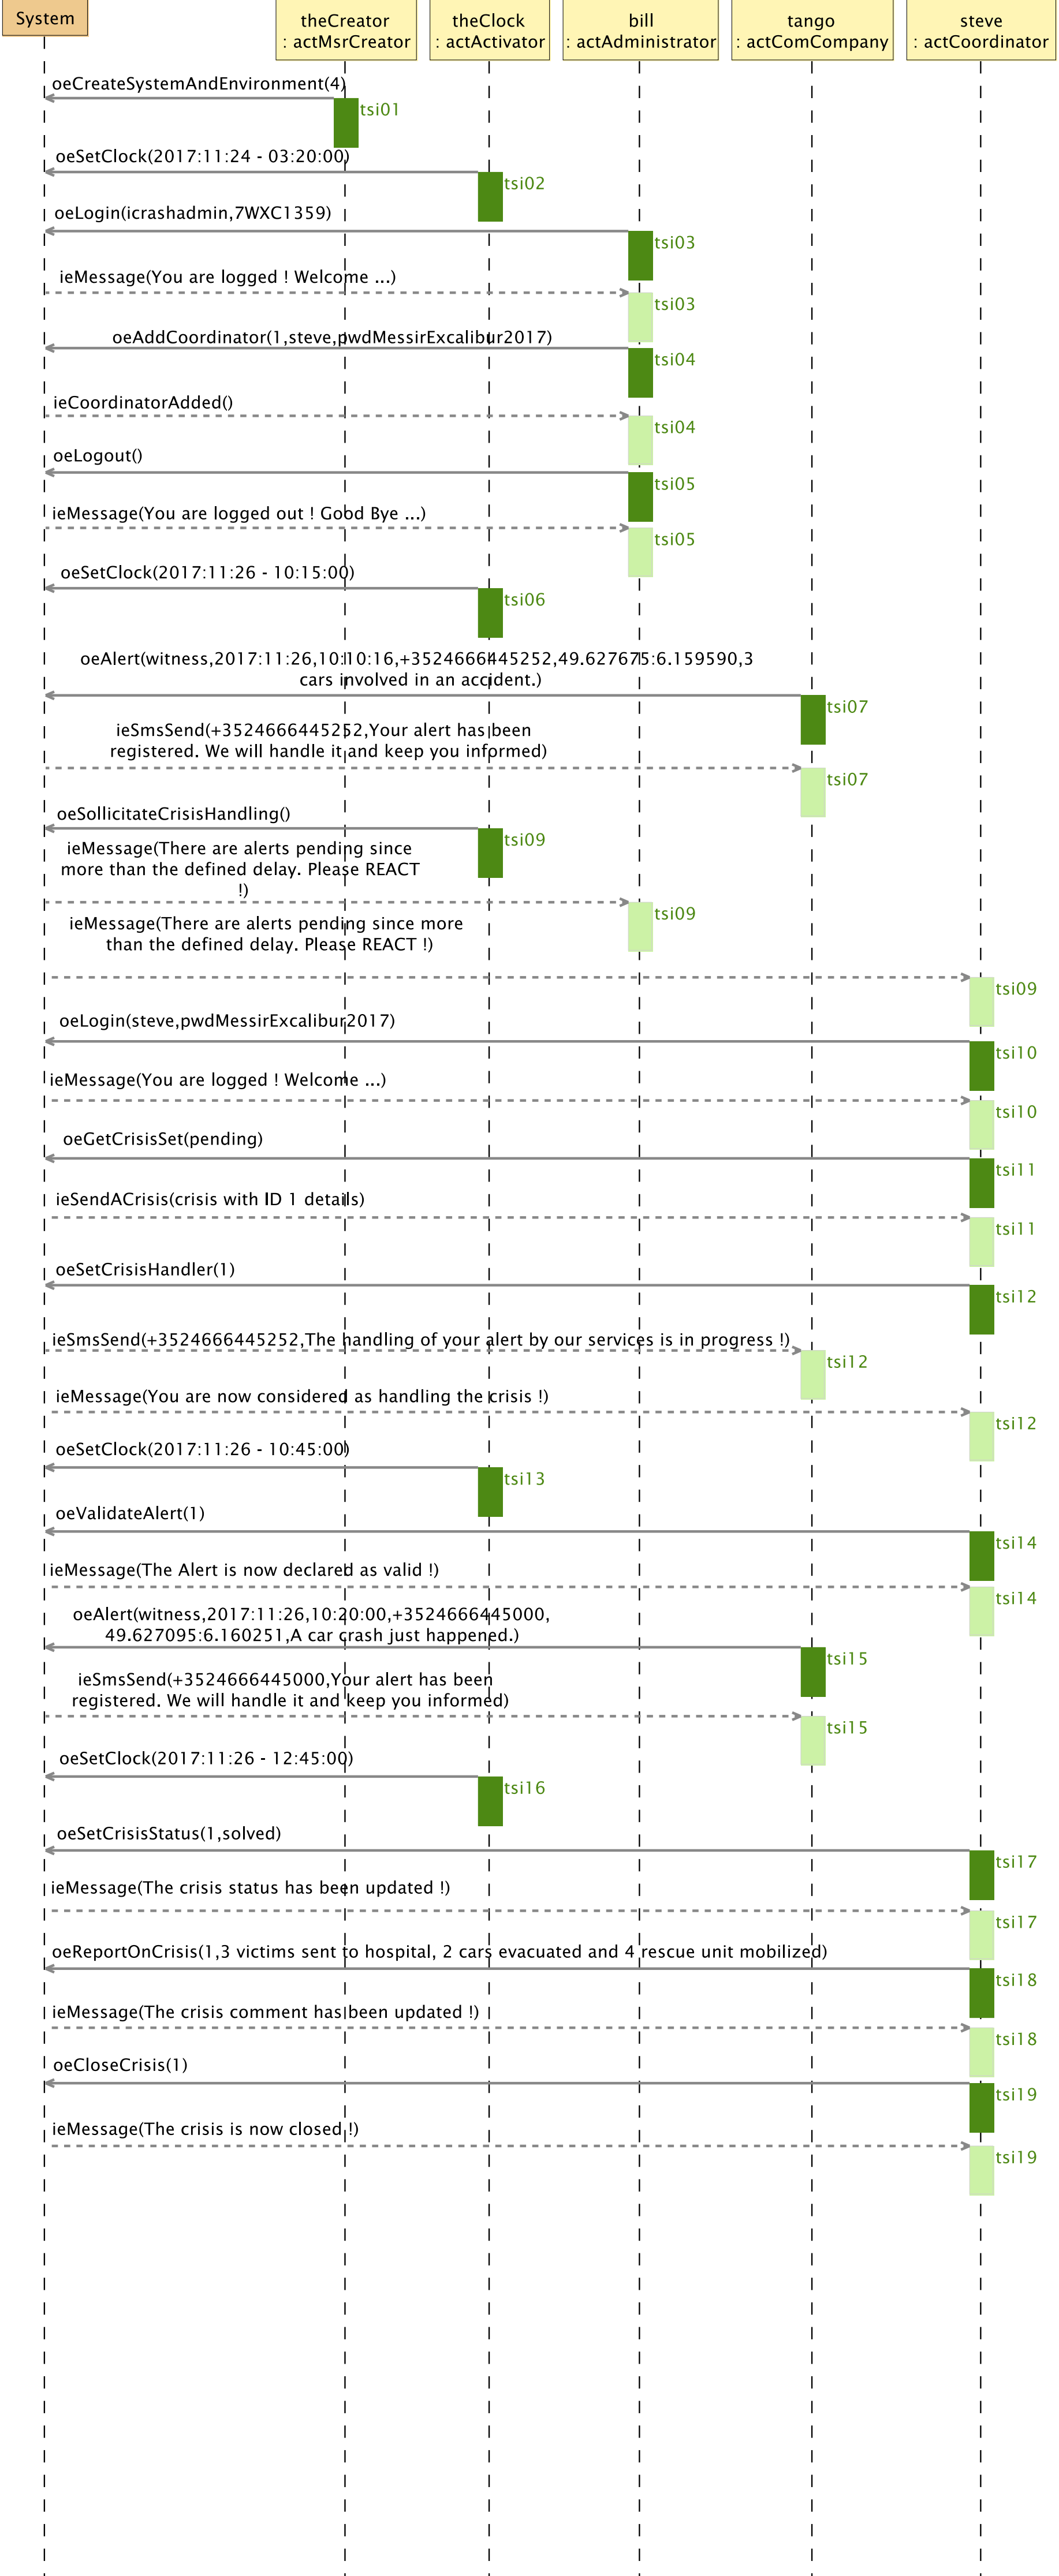 System
theCreator
: actMsrCreator
theClock
: actActivator
bill
: actAdministrator
tango
: actComCompany
steve
: actCoordinator
oeCreateSystemAndEnvironment(4)
tsi01
oeSetClock(2017:11:24 - 03:20:00)
tsi02
oeLogin(icrashadmin,7WXC1359)
tsi03
ieMessage(You are logged ! Welcome ...)
tsi03
oeAddCoordinator(1,steve,pwdMessirExcalibur2017)
tsi04
ieCoordinatorAdded()
tsi04
oeLogout()
tsi05
ieMessage(You are logged out ! Good Bye ...)
tsi05
oeSetClock(2017:11:26 - 10:15:00)
tsi06
oeAlert(witness,2017:11:26,10:10:16,+3524666445252,49.627675:6.159590,3
cars involved in an accident.)
tsi07
ieSmsSend(+3524666445252,Your alert has been
registered. We will handle it and keep you informed)
tsi07
oeSollicitateCrisisHandling()
tsi09
ieMessage(There are alerts pending since
more than the defined delay. Please REACT
!)
tsi09
ieMessage(There are alerts pending since more
than the defined delay. Please REACT !)
tsi09
oeLogin(steve,pwdMessirExcalibur2017)
tsi10
ieMessage(You are logged ! Welcome ...)
tsi10
oeGetCrisisSet(pending)
tsi11
ieSendACrisis(crisis with ID 1 details)
tsi11
oeSetCrisisHandler(1)
tsi12
ieSmsSend(+3524666445252,The handling of your alert by our services is in progress !)
tsi12
ieMessage(You are now considered as handling the crisis !)
tsi12
oeSetClock(2017:11:26 - 10:45:00)
tsi13
oeValidateAlert(1)
tsi14
ieMessage(The Alert is now declared as valid !)
tsi14
oeAlert(witness,2017:11:26,10:20:00,+3524666445000,
49.627095:6.160251,A car crash just happened.)
tsi15
ieSmsSend(+3524666445000,Your alert has been
registered. We will handle it and keep you informed)
tsi15
oeSetClock(2017:11:26 - 12:45:00)
tsi16
oeSetCrisisStatus(1,solved)
tsi17
ieMessage(The crisis status has been updated !)
tsi17
oeReportOnCrisis(1,3 victims sent to hospital, 2 cars evacuated and 4 rescue unit mobilized)
tsi18
ieMessage(The crisis comment has been updated !)
tsi18
oeCloseCrisis(1)
tsi19
ieMessage(The crisis is now closed !)
tsi19